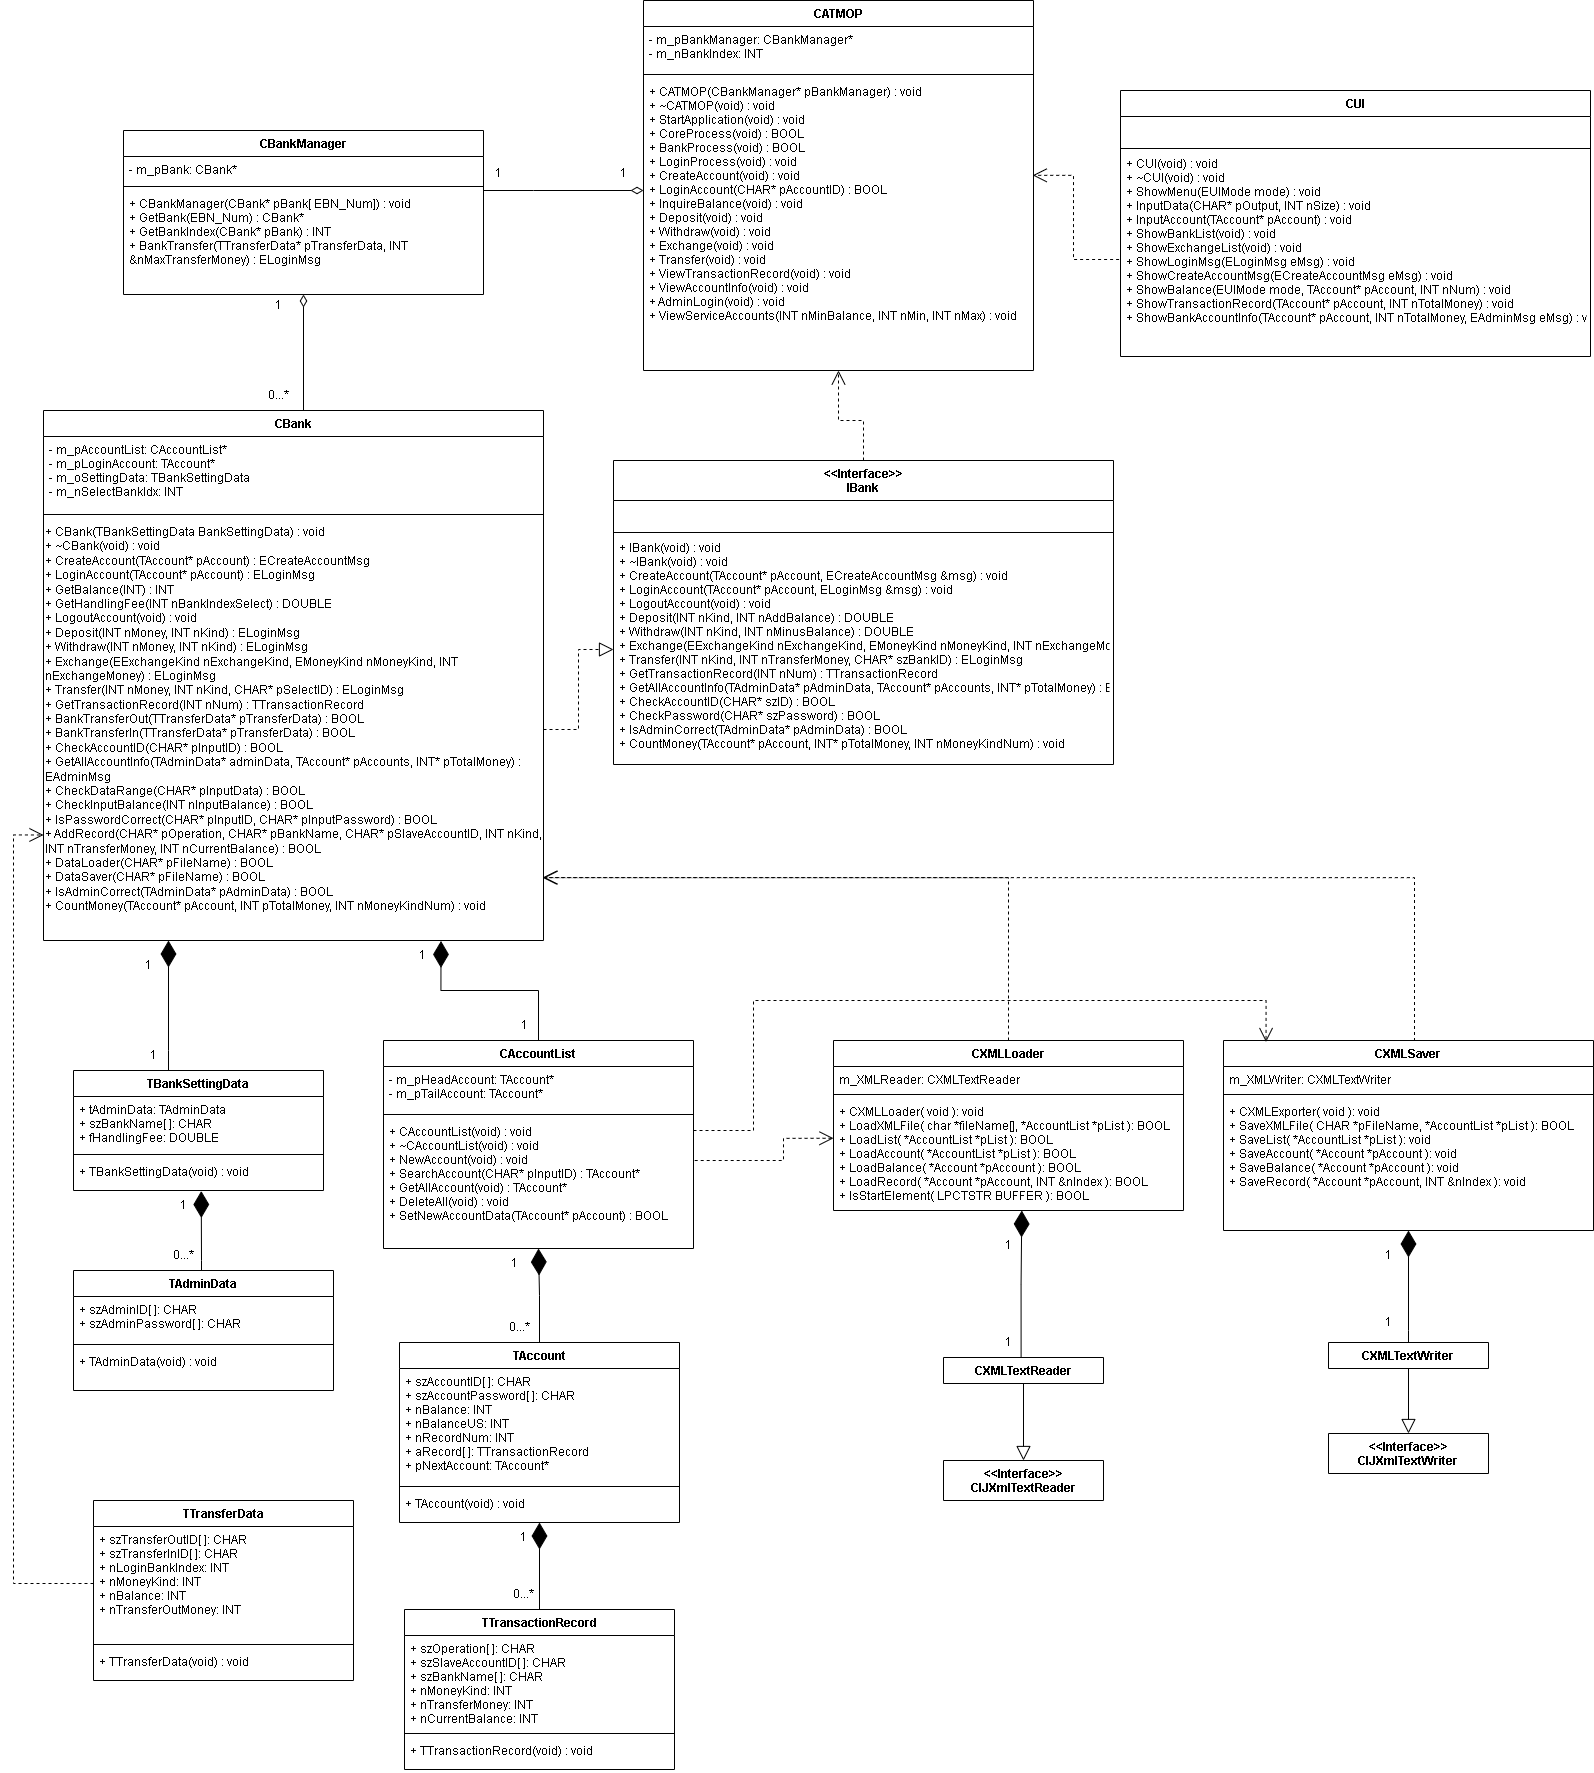 CATMOP
- m_pBankManager: CBankManager*
- m_nBankIndex: INT
+ CATMOP(CBankManager* pBankManager) : void
+ ~CATMOP(void) : void
+ StartApplication(void) : void
+ CoreProcess(void) : BOOL
+ BankProcess(void) : BOOL
+ LoginProcess(void) : void
+ CreateAccount(void) : void
+ LoginAccount(CHAR* pAccountID) : BOOL
+ InquireBalance(void) : void
+ Deposit(void) : void
+ Withdraw(void) : void
+ Exchange(void) : void
+ Transfer(void) : void
+ ViewTransactionRecord(void) : void
+ ViewAccountInfo(void) : void
+ AdminLogin(void) : void
+ ViewServiceAccounts(INT nMinBalance, INT nMin, INT nMax) : void
CUI
+ CUI(void) : void
+ ~CUI(void) : void
+ ShowMenu(EUIMode mode) : void
+ InputData(CHAR* pOutput, INT nSize) : void
+ InputAccount(TAccount* pAccount) : void
+ ShowBankList(void) : void
+ ShowExchangeList(void) : void
+ ShowLoginMsg(ELoginMsg eMsg) : void
+ ShowCreateAccountMsg(ECreateAccountMsg eMsg) : void
+ ShowBalance(EUIMode mode, TAccount* pAccount, INT nNum) : void
+ ShowTransactionRecord(TAccount* pAccount, INT nTotalMoney) : void
+ ShowBankAccountInfo(TAccount* pAccount, INT nTotalMoney, EAdminMsg eMsg) : v
CBankManager
- m_pBank: CBank*
+ CBankManager(CBank* pBank[ EBN_Num]) : void
+ GetBank(EBN_Num) : CBank*
+ GetBankIndex(CBank* pBank) : INT
+ BankTransfer(TTransferData* pTransferData, INT
&nMaxTransferMoney) : ELoginMsg
1
1
1
0...*
CBank
- m_pAccountList: CAccountList*
- m_pLoginAccount: TAccount*
- m_oSettingData: TBankSettingData
- m_nSelectBankIdx: INT
+ CBank(TBankSettingData BankSettingData) : void
+ ~CBank(void) : void
+ CreateAccount(TAccount* pAccount) : ECreateAccountMsg
+ LoginAccount(TAccount* pAccount) : ELoginMsg
+ GetBalance(INT) : INT
+ GetHandlingFee(INT nBankIndexSelect) : DOUBLE
+ LogoutAccount(void) : void
+ Deposit(INT nMoney, INT nKind) : ELoginMsg
+ Withdraw(INT nMoney, INT nKind) : ELoginMsg
+ Exchange(EExchangeKind nExchangeKind, EMoneyKind nMoneyKind, INT
nExchangeMoney) : ELoginMsg
+ Transfer(INT nMoney, INT nKind, CHAR* pSelectID) : ELoginMsg
+ GetTransactionRecord(INT nNum) : TTransactionRecord
+ BankTransferOut(TTransferData* pTransferData) : BOOL
+ BankTransferIn(TTransferData* pTransferData) : BOOL
+ CheckAccountID(CHAR* pInputID) : BOOL
+ GetAllAccountInfo(TAdminData* adminData, TAccount* pAccounts, INT* pTotalMoney) :
EAdminMsg
+ CheckDataRange(CHAR* pInputData) : BOOL
+ CheckInputBalance(INT nInputBalance) : BOOL
+ IsPasswordCorrect(CHAR* pInputID, CHAR* pInputPassword) : BOOL
+ AddRecord(CHAR* pOperation, CHAR* pBankName, CHAR* pSlaveAccountID, INT nKind,
INT nTransferMoney, INT nCurrentBalance) : BOOL
+ DataLoader(CHAR* pFileName) : BOOL
+ DataSaver(CHAR* pFileName) : BOOL
+ IsAdminCorrect(TAdminData* pAdminData) : BOOL
+ CountMoney(TAccount* pAccount, INT pTotalMoney, INT nMoneyKindNum) : void
<<Interface>>
IBank
+ IBank(void) : void
+ ~IBank(void) : void
+ CreateAccount(TAccount* pAccount, ECreateAccountMsg &msg) : void
+ LoginAccount(TAccount* pAccount, ELoginMsg &msg) : void
+ LogoutAccount(void) : void
+ Deposit(INT nKind, INT nAddBalance) : DOUBLE
+ Withdraw(INT nKind, INT nMinusBalance) : DOUBLE
+ Exchange(EExchangeKind nExchangeKind, EMoneyKind nMoneyKind, INT nExchangeMo
+ Transfer(INT nKind, INT nTransferMoney, CHAR* szBankID) : ELoginMsg
+ GetTransactionRecord(INT nNum) : TTransactionRecord
+ GetAllAccountInfo(TAdminData* pAdminData, TAccount* pAccounts, INT* pTotalMoney) : E
+ CheckAccountID(CHAR* szID) : BOOL
+ CheckPassword(CHAR* szPassword) : BOOL
+ IsAdminCorrect(TAdminData* pAdminData) : BOOL
+ CountMoney(TAccount* pAccount, INT* pTotalMoney, INT nMoneyKindNum) : void
1
1
1
1
TBankSettingData
+ tAdminData: TAdminData
+ szBankName[ ]: CHAR
+ fHandlingFee: DOUBLE
+ TBankSettingData(void) : void
1
0...*
TAdminData
+ szAdminID[ ]: CHAR
+ szAdminPassword[ ]: CHAR
+ TAdminData(void) : void
CAccountList
- m_pHeadAccount: TAccount*
- m_pTailAccount: TAccount*
+ CAccountList(void) : void
+ ~CAccountList(void) : void
+ NewAccount(void) : void
+ SearchAccount(CHAR* pInputID) : TAccount*
+ GetAllAccount(void) : TAccount*
+ DeleteAll(void) : void
+ SetNewAccountData(TAccount* pAccount) : BOOL
1
0...*
CXMLLoader
m_XMLReader: CXMLTextReader
+ CXMLLoader( void ): void
+ LoadXMLFile( char *fileName[], *AccountList *pList ): BOOL
+ LoadList( *AccountList *pList ): BOOL
+ LoadAccount( *AccountList *pList ): BOOL
+ LoadBalance( *Account *pAccount ): BOOL
+ LoadRecord( *Account *pAccount, INT &nIndex ): BOOL
+ IsStartElement( LPCTSTR BUFFER ): BOOL
1
1
CXMLTextReader
<<Interface>>
CIJXmlTextReader
CXMLSaver
m_XMLWriter: CXMLTextWriter
+ CXMLExporter( void ): void
+ SaveXMLFile( CHAR *pFileName, *AccountList *pList ): BOOL
+ SaveList( *AccountList *pList ): void
+ SaveAccount( *Account *pAccount ): void
+ SaveBalance( *Account *pAccount ): void
+ SaveRecord( *Account *pAccount, INT &nIndex ): void
1
1
CXMLTextWriter
<<Interface>>
CIJXmlTextWriter
TAccount
+ szAccountID[ ]: CHAR
+ szAccountPassword[ ]: CHAR
+ nBalance: INT
+ nBalanceUS: INT
+ nRecordNum: INT
+ aRecord[ ]: TTransactionRecord
+ pNextAccount: TAccount*
+ TAccount(void) : void
1
0...*
TTransferData
+ szTransferOutID[ ]: CHAR
+ szTransferInID[ ]: CHAR
+ nLoginBankIndex: INT
+ nMoneyKind: INT
+ nBalance: INT
+ nTransferOutMoney: INT
+ TTransferData(void) : void
TTransactionRecord
+ szOperation[ ]: CHAR
+ szSlaveAccountID[ ]: CHAR
+ szBankName[ ]: CHAR
+ nMoneyKind: INT
+ nTransferMoney: INT
+ nCurrentBalance: INT
+ TTransactionRecord(void) : void